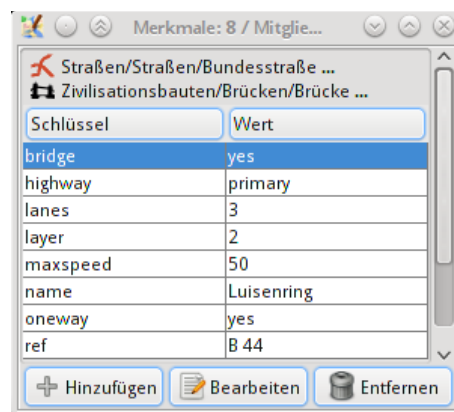 Merkmale: 8 / Mitglie...
Straßen/Straßen/Bundesstraße ...
Zivilisationsbauten/Brücken/Brücke ...
Schlüssel Wert
bridge yes
highway primary
lanes 3
layer 2
maxspeed 50
name Luisenring
oneway yes
ref B 44
Hinzufügen Bearbeiten Entfernen